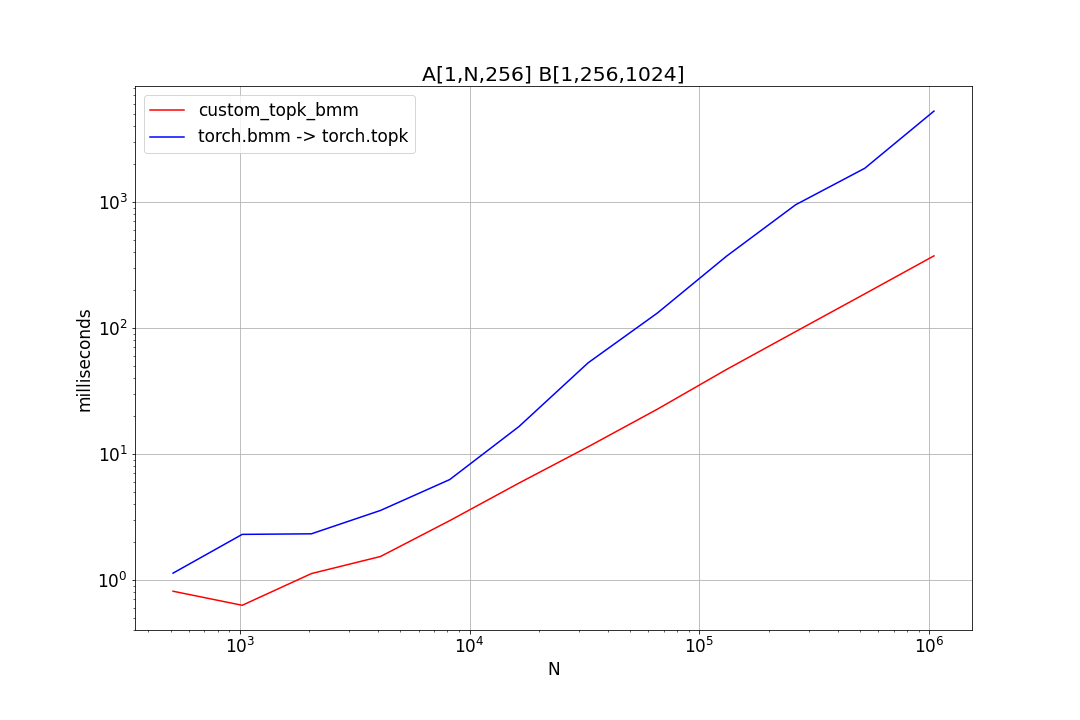 A[1,N,256] B[1,256,1024]
custom_topk_bmm
torch.bmm -> torch.topk
milliseconds
10³
10²
10¹
10⁰
10³ 10⁴ 10⁵ 10⁶
N